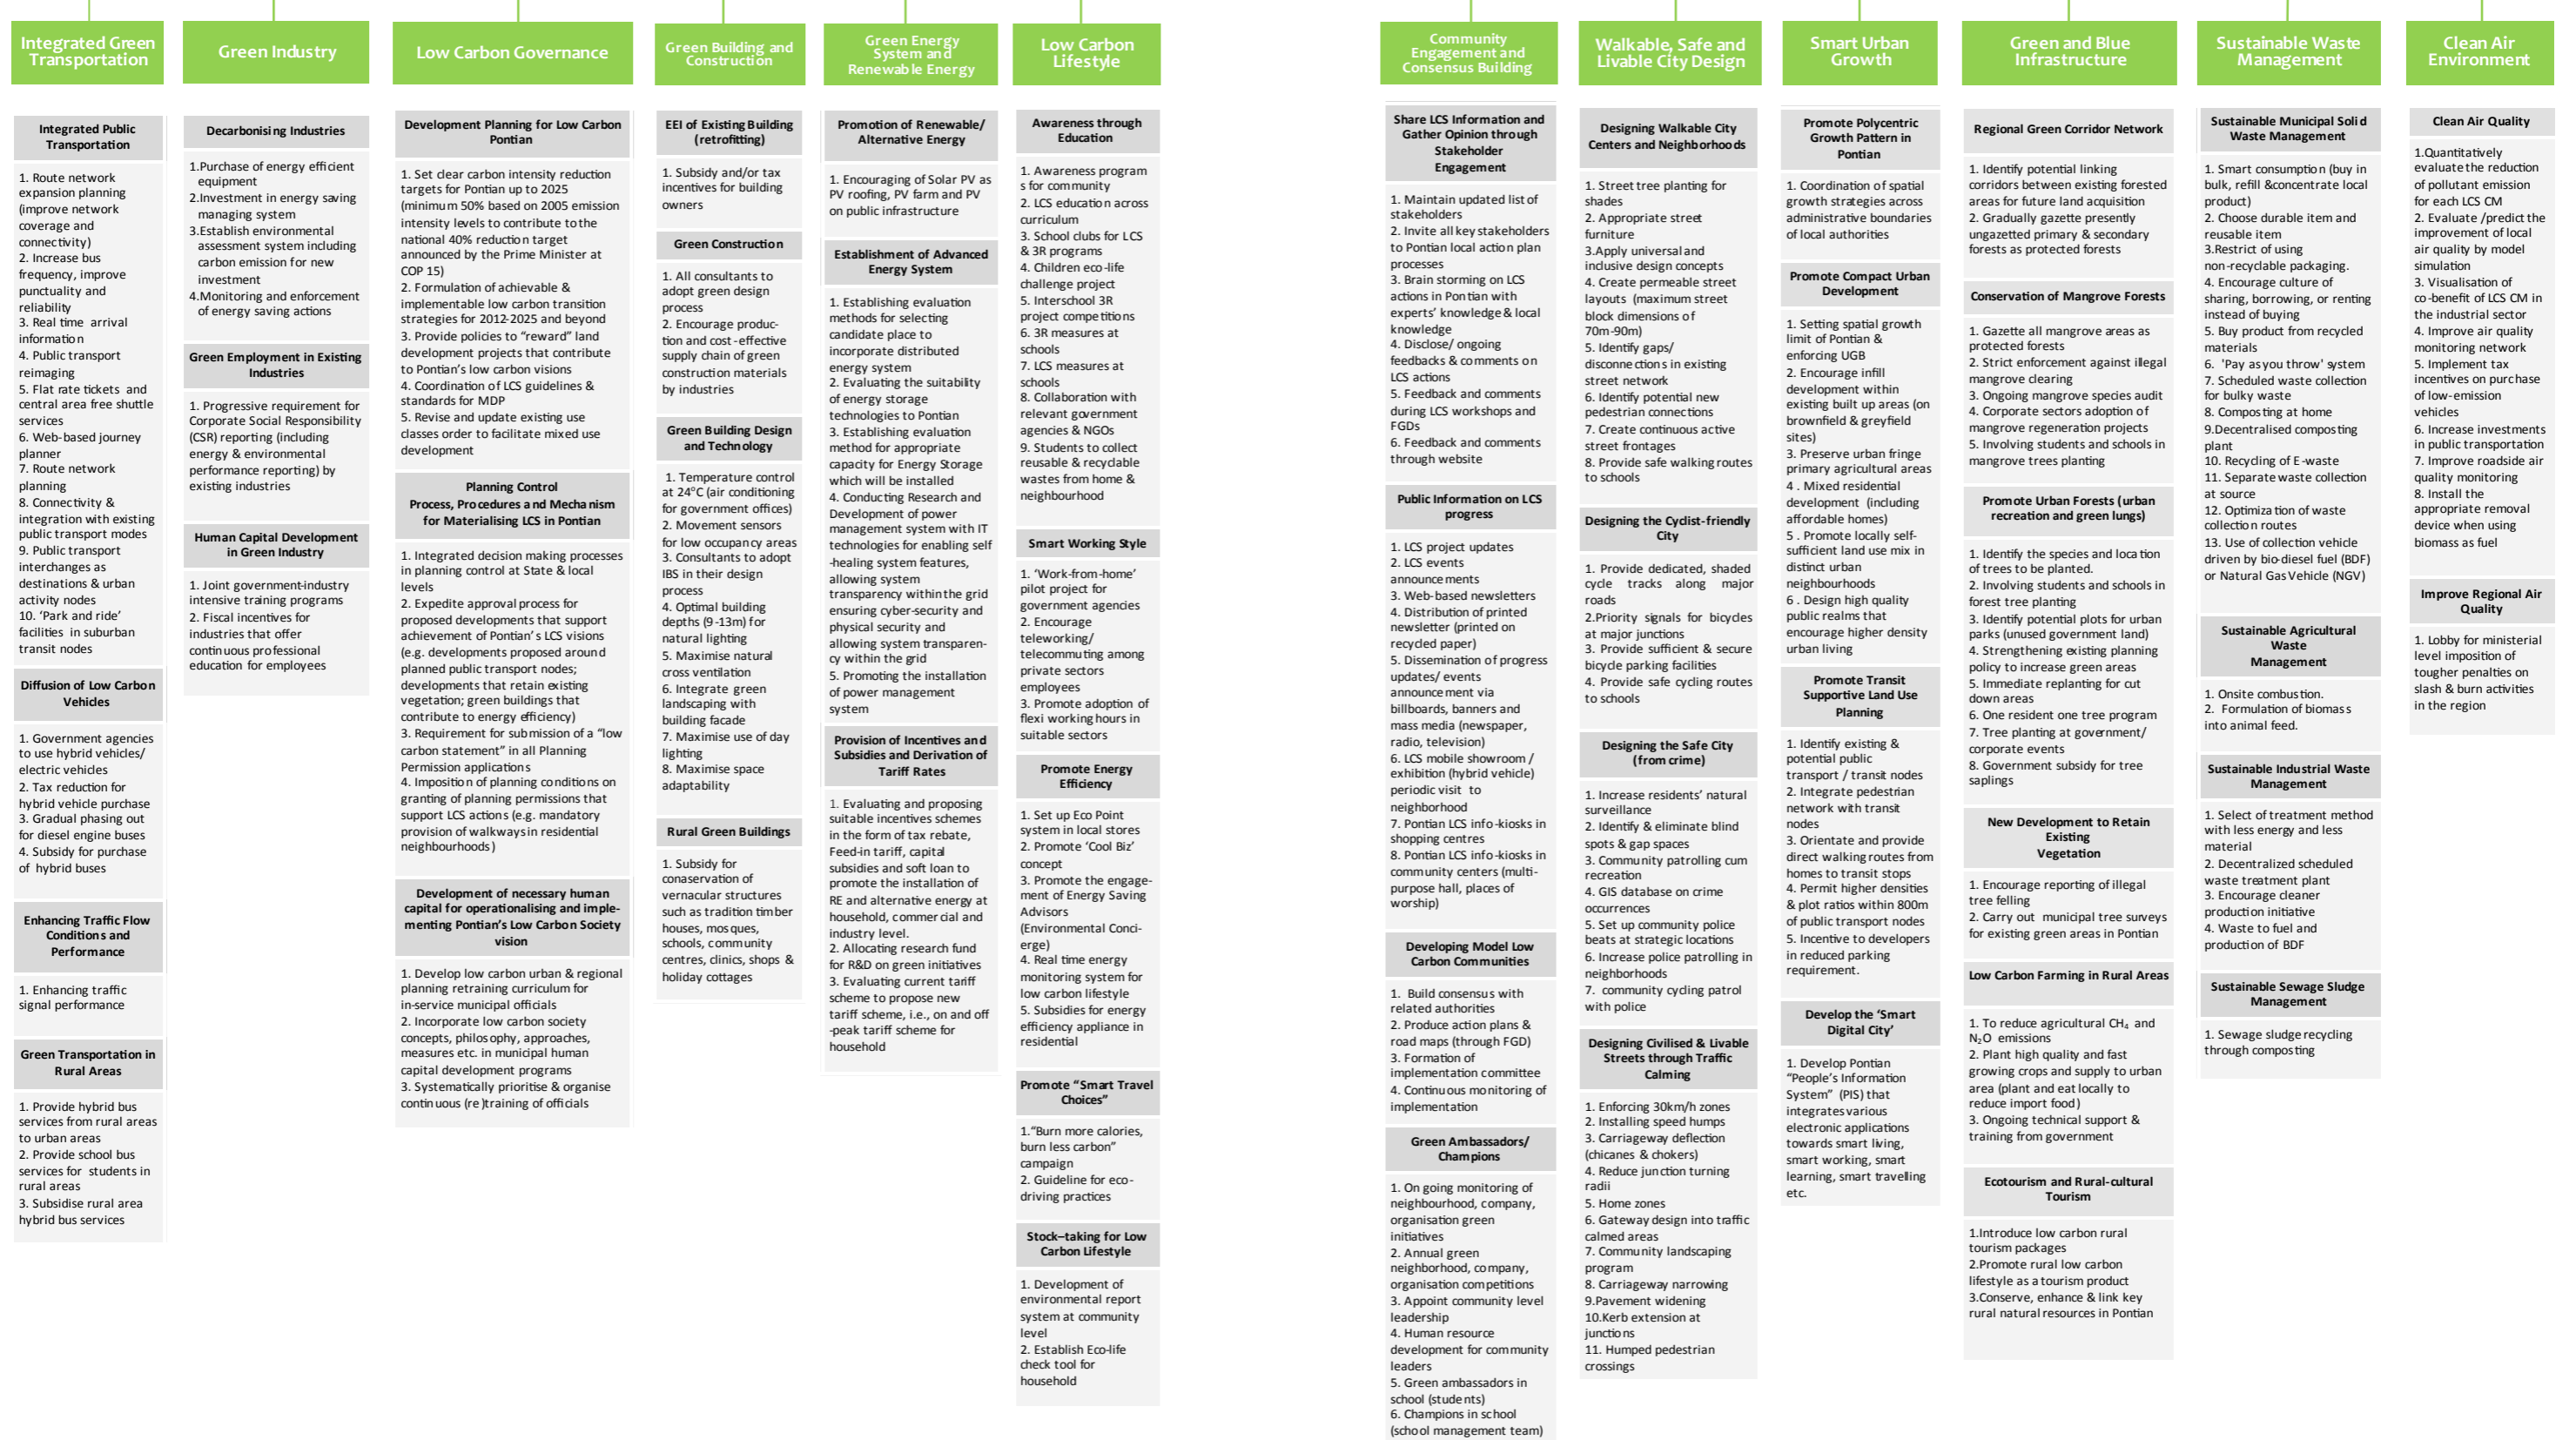 Integrated Green
Transportation
Integrated Public
Transportation
1. Route network
expansion planning
(improve network
coverage and
connectivity)
2. Increase bus
frequency, improve
punctuality and
reliability
3. Real time arrival
information
4. Public transport
reimaging
5. Flat rate tickets and
central area free shuttle
services
6. Web-based journey
planner
7. Route network
planning
8. Connectivity &
integration with existing
public transport modes
9. Public transport
interchanges as
destinations & urban
activity nodes
10. ‘Park and ride’
facilities in suburban
transit nodes
Diffusion of Low Carbon
Vehicles
1. Government agencies
to use hybrid vehicles/
electric vehicles
2. Tax reduction for
hybrid vehicle purchase
3. Gradual phasing out
for diesel engine buses
4. Subsidy for purchase
of hybrid buses
Enhancing Traffic Flow
Conditions and
Performance
1. Enhancing traffic
signal performance
Green Transportation in
Rural Areas
1. Provide hybrid bus
services from rural areas
to urban areas
2. Provide school bus
services for students in
rural areas
3. Subsidise rural area
hybrid bus services
Green Industry
Decarbonising Industries
1.Purchase of energy efficient
equipment
2.Investment in energy saving
managing system
3.Establish environmental
assessment system including
carbon emission for new
investment
4.Monitoring and enforcement
of energy saving actions
Green Employment in Existing
Industries
1. Progressive requirement for
Corporate Social Responsibility
(CSR) reporting (including
energy & environmental
performance reporting) by
existing industries
Human Capital Development
in Green Industry
1. Joint government-industry
intensive training programs
2. Fiscal incentives for
industries that offer
continuous professional
education for employees
Low Carbon Governance
Development Planning for Low Carbon
Pontian
1. Set clear carbon intensity reduction
targets for Pontian up to 2025
(minimum 50% based on 2005 emission
intensity levels to contribute to the
national 40% reduction target
announced by the Prime Minister at
COP 15)
2. Formulation of achievable &
implementable low carbon transition
strategies for 2012-2025 and beyond
3. Provide policies to “reward” land
development projects that contribute
to Pontian’s low carbon visions
4. Coordination of LCS guidelines &
standards for MDP
5. Revise and update existing use
classes order to facilitate mixed use
development
Planning Control
Process, Procedures and Mechanism
for Materialising LCS in Pontian
1. Integrated decision making processes
in planning control at State & local
levels
2. Expedite approval process for
proposed developments that support
achievement of Pontian’s LCS visions
(e.g. developments proposed around
planned public transport nodes;
developments that retain existing
vegetation; green buildings that
contribute to energy efficiency)
3. Requirement for submission of a “low
carbon statement” in all Planning
Permission applications
4. Imposition of planning conditions on
granting of planning permissions that
support LCS actions (e.g. mandatory
provision of walkways in residential
neighbourhoods)
Development of necessary human
capital for operationalising and imple-
menting Pontian’s Low Carbon Society
vision
1. Develop low carbon urban & regional
planning retraining curriculum for
in-service municipal officials
2. Incorporate low carbon society
concepts, philosophy, approaches,
measures etc. in municipal human
capital development programs
3. Systematically prioritise & organise
continuous (re)training of officials
Green Building and
Construction
EEI of Existing Building
(retrofitting)
1. Subsidy and/or tax
incentives for building
owners
Green Construction
1. All consultants to
adopt green design
process
2. Encourage produc-
tion and cost-effective
supply chain of green
construction materials
by industries
Green Building Design
and Technology
1. Temperature control
at 24°C (air conditioning
for government offices)
2. Movement sensors
for low occupancy areas
3. Consultants to adopt
IBS in their design
process
4. Optimal building
depths (9-13m) for
natural lighting
5. Maximise natural
cross ventilation
6. Integrate green
landscaping with
building facade
7. Maximise use of day
lighting
8. Maximise space
adaptability
Rural Green Buildings
1. Subsidy for
conaservation of
vernacular structures
such as tradition timber
houses, mosques,
schools, community
centres, clinics, shops &
holiday cottages
Green Energy
System and
Renewable Energy
Promotion of Renewable/
Alternative Energy
1. Encouraging of Solar PV as
PV roofing, PV farm and PV
on public infrastructure
Establishment of Advanced
Energy System
1. Establishing evaluation
methods for selecting
candidate place to
incorporate distributed
energy system
2. Evaluating the suitability
of energy storage
technologies to Pontian
3. Establishing evaluation
method for appropriate
capacity for Energy Storage
which will be installed
4. Conducting Research and
Development of power
management system with IT
technologies for enabling self
-healing system features,
allowing system
transparency within the grid
ensuring cyber-security and
physical security and
allowing system transparen-
cy within the grid
5. Promoting the installation
of power management
system
Provision of Incentives and
Subsidies and Derivation of
Tariff Rates
1. Evaluating and proposing
suitable incentives schemes
in the form of tax rebate,
Feed-in tariff, capital
subsidies and soft loan to
promote the installation of
RE and alternative energy at
household, commercial and
industry level.
2. Allocating research fund
for R&D on green initiatives
3. Evaluating current tariff
scheme to propose new
tariff scheme, i.e., on and off
-peak tariff scheme for
household
Low Carbon
Lifestyle
Awareness through
Education
1. Awareness program
s for community
2. LCS education across
curriculum
3. School clubs for LCS
& 3R programs
4. Children eco-life
challenge project
5. Interschool 3R
project competitions
6. 3R measures at
schools
7. LCS measures at
schools
8. Collaboration with
relevant government
agencies & NGOs
9. Students to collect
reusable & recyclable
wastes from home &
neighbourhood
Smart Working Style
1. ‘Work-from-home’
pilot project for
government agencies
2. Encourage
teleworking/
telecommuting among
private sectors
employees
3. Promote adoption of
flexi working hours in
suitable sectors
Promote Energy
Efficiency
1. Set up Eco Point
system in local stores
2. Promote ‘Cool Biz’
concept
3. Promote the engage-
ment of Energy Saving
Advisors
(Environmental Conci-
erge)
4. Real time energy
monitoring system for
low carbon lifestyle
5. Subsidies for energy
efficiency appliance in
residential
Promote “Smart Travel
Choices”
1.“Burn more calories,
burn less carbon”
campaign
2. Guideline for eco-
driving practices
Stock–taking for Low
Carbon Lifestyle
1. Development of
environmental report
system at community
level
2. Establish Eco-life
check tool for
household
Community
Engagement and
Consensus Building
Share LCS Information and
Gather Opinion through
Stakeholder
Engagement
1. Maintain updated list of
stakeholders
2. Invite all key stakeholders
to Pontian local action plan
processes
3. Brain storming on LCS
actions in Pontian with
experts’ knowledge & local
knowledge
4. Disclose/ ongoing
feedbacks & comments on
LCS actions
5. Feedback and comments
during LCS workshops and
FGDs
6. Feedback and comments
through website
Public Information on LCS
progress
1. LCS project updates
2. LCS events
announcements
3. Web-based newsletters
4. Distribution of printed
newsletter (printed on
recycled paper)
5. Dissemination of progress
updates/ events
announcement via
billboards, banners and
mass media (newspaper,
radio, television)
6. LCS mobile showroom /
exhibition (hybrid vehicle)
periodic visit to
neighborhood
7. Pontian LCS info-kiosks in
shopping centres
8. Pontian LCS info-kiosks in
community centers (multi-
purpose hall, places of
worship)
Developing Model Low
Carbon Communities
1. Build consensus with
related authorities
2. Produce action plans &
road maps (through FGD)
3. Formation of
implementation committee
4. Continuous monitoring of
implementation
Green Ambassadors/
Champions
1. On going monitoring of
neighbourhood, company,
organisation green
initiatives
2. Annual green
neighborhood, company,
organisation competitions
3. Appoint community level
leadership
4. Human resource
development for community
leaders
5. Green ambassadors in
school (students)
6. Champions in school
(school management team)
Walkable, Safe and
Livable City Design
Designing Walkable City
Centers and Neighborhoods
1. Street tree planting for
shades
2. Appropriate street
furniture
3.Apply universal and
inclusive design concepts
4. Create permeable street
layouts (maximum street
block dimensions of
70m-90m)
5. Identify gaps/
disconnections in existing
street network
6. Identify potential new
pedestrian connections
7. Create continuous active
street frontages
8. Provide safe walking routes
to schools
Designing the Cyclist-friendly
City
1. Provide dedicated, shaded
cycle tracks along major
roads
2.Priority signals for bicycles
at major junctions
3. Provide sufficient & secure
bicycle parking facilities
4. Provide safe cycling routes
to schools
Designing the Safe City
(from crime)
1. Increase residents’ natural
surveillance
2. Identify & eliminate blind
spots & gap spaces
3. Community patrolling cum
recreation
4. GIS database on crime
occurrences
5. Set up community police
beats at strategic locations
6. Increase police patrolling in
neighborhoods
7. community cycling patrol
with police
Designing Civilised & Livable
Streets through Traffic
Calming
1. Enforcing 30km/h zones
2. Installing speed humps
3. Carriageway deflection
(chicanes & chokers)
4. Reduce junction turning
radii
5. Home zones
6. Gateway design into traffic
calmed areas
7. Community landscaping
program
8. Carriageway narrowing
9.Pavement widening
10.Kerb extension at
junctions
11. Humped pedestrian
crossings
Smart Urban
Growth
Promote Polycentric
Growth Pattern in
Pontian
1. Coordination of spatial
growth strategies across
administrative boundaries
of local authorities
Promote Compact Urban
Development
1. Setting spatial growth
limit of Pontian &
enforcing UGB
2. Encourage infill
development within
existing built up areas (on
brownfield & greyfield
sites)
3. Preserve urban fringe
primary agricultural areas
4 . Mixed residential
development (including
affordable homes)
5 . Promote locally self-
sufficient land use mix in
distinct urban
neighbourhoods
6 . Design high quality
public realms that
encourage higher density
urban living
Promote Transit
Supportive Land Use
Planning
1. Identify existing &
potential public
transport / transit nodes
2. Integrate pedestrian
network with transit
nodes
3. Orientate and provide
direct walking routes from
homes to transit stops
4. Permit higher densities
& plot ratios within 800m
of public transport nodes
5. Incentive to developers
in reduced parking
requirement.
Develop the ‘Smart
Digital City’
1. Develop Pontian
“People’s Information
System” (PIS) that
integrates various
electronic applications
towards smart living,
smart working, smart
learning, smart travelling
etc.
Green and Blue
Infrastructure
Regional Green Corridor Network
1. Identify potential linking
corridors between existing forested
areas for future land acquisition
2. Gradually gazette presently
ungazetted primary & secondary
forests as protected forests
Conservation of Mangrove Forests
1. Gazette all mangrove areas as
protected forests
2. Strict enforcement against illegal
mangrove clearing
3. Ongoing mangrove species audit
4. Corporate sectors adoption of
mangrove regeneration projects
5. Involving students and schools in
mangrove trees planting
Promote Urban Forests (urban
recreation and green lungs)
1. Identify the species and location
of trees to be planted.
2. Involving students and schools in
forest tree planting
3. Identify potential plots for urban
parks (unused government land)
4. Strengthening existing planning
policy to increase green areas
5. Immediate replanting for cut
down areas
6. One resident one tree program
7. Tree planting at government/
corporate events
8. Government subsidy for tree
saplings
New Development to Retain
Existing
Vegetation
1. Encourage reporting of illegal
tree felling
2. Carry out municipal tree surveys
for existing green areas in Pontian
Low Carbon Farming in Rural Areas
1. To reduce agricultural CH₄ and
N₂O emissions
2. Plant high quality and fast
growing crops and supply to urban
area (plant and eat locally to
reduce import food)
3. Ongoing technical support &
training from government
Ecotourism and Rural-cultural
Tourism
1.Introduce low carbon rural
tourism packages
2.Promote rural low carbon
lifestyle as a tourism product
3.Conserve, enhance & link key
rural natural resources in Pontian
Sustainable Waste
Management
Sustainable Municipal Solid
Waste Management
1. Smart consumption (buy in
bulk, refill &concentrate local
product)
2. Choose durable item and
reusable item
3.Restrict of using
non-recyclable packaging.
4. Encourage culture of
sharing, borrowing, or renting
instead of buying
5. Buy product from recycled
materials
6. 'Pay as you throw' system
7. Scheduled waste collection
for bulky waste
8. Composting at home
9.Decentralised composting
plant
10. Recycling of E-waste
11. Separate waste collection
at source
12. Optimization of waste
collection routes
13. Use of collection vehicle
driven by bio-diesel fuel (BDF)
or Natural Gas Vehicle (NGV)
Sustainable Agricultural
Waste
Management
1. Onsite combustion.
2. Formulation of biomass
into animal feed.
Sustainable Industrial Waste
Management
1. Select of treatment method
with less energy and less
material
2. Decentralized scheduled
waste treatment plant
3. Encourage cleaner
production initiative
4. Waste to fuel and
production of BDF
Sustainable Sewage Sludge
Management
1. Sewage sludge recycling
through composting
Clean Air
Environment
Clean Air Quality
1.Quantitatively
evaluate the reduction
of pollutant emission
for each LCS CM
2. Evaluate /predict the
improvement of local
air quality by model
simulation
3. Visualisation of
co-benefit of LCS CM in
the industrial sector
4. Improve air quality
monitoring network
5. Implement tax
incentives on purchase
of low-emission
vehicles
6. Increase investments
in public transportation
7. Improve roadside air
quality monitoring
8. Install the
appropriate removal
device when using
biomass as fuel
Improve Regional Air
Quality
1. Lobby for ministerial
level imposition of
tougher penalties on
slash & burn activities
in the region